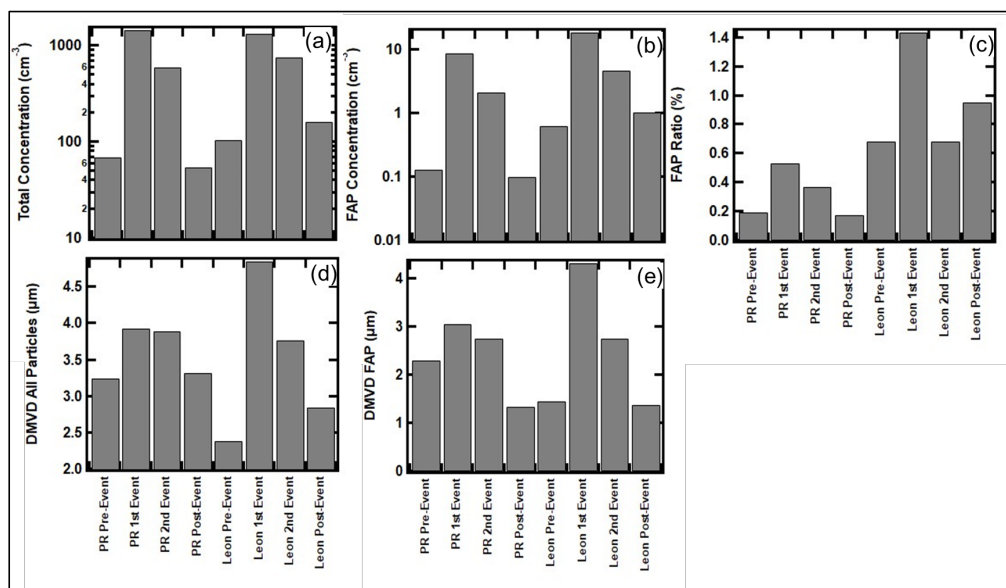 (a)
Total Concentration (cm⁻³)
1000
6
4
2
100
6
4
2
10
(b)
FAP Concentration (cm⁻³)
10
1
0.1
0.01
(c)
FAP Ratio (%)
1.4
1.2
1.0
0.8
0.6
0.4
0.2
0.0
PR Pre-Event
PR 1st Event
PR 2nd Event
PR Post-Event
Leon Pre-Event
Leon 1st Event
Leon 2nd Event
Leon Post-Event
(d)
DMVD All Particles (µm)
4.5
4.0
3.5
3.0
2.5
2.0
PR Pre-Event
PR 1st Event
PR 2nd Event
PR Post-Event
Leon Pre-Event
Leon 1st Event
Leon 2nd Event
Leon Post-Event
(e)
DMVD FAP (µm)
4
3
2
1
0
PR Pre-Event
PR 1st Event
PR 2nd Event
PR Post-Event
Leon Pre-Event
Leon 1st Event
Leon 2nd Event
Leon Post-Event